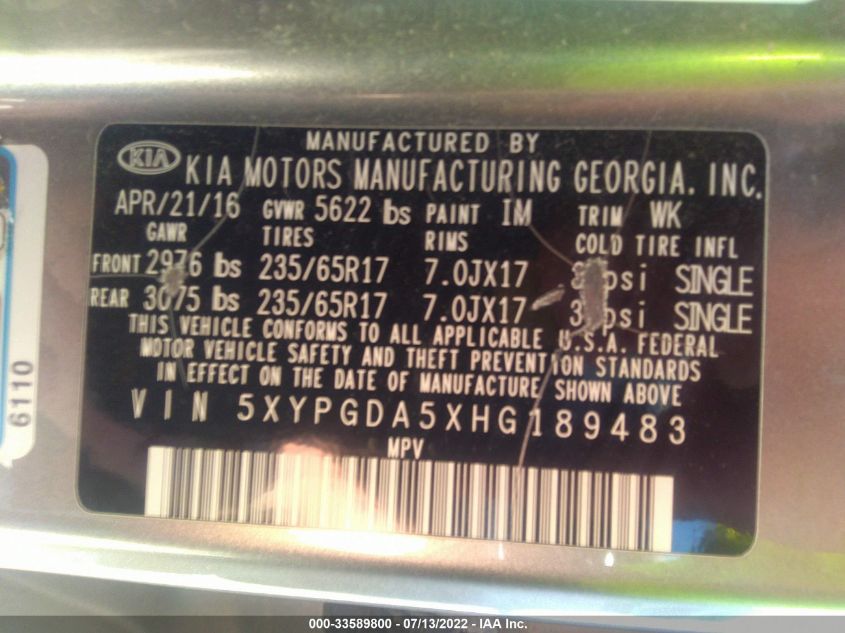 MANUFACTURED BY
KIA KIA MOTORS MANUFACTURING GEORGIA, INC.
APR/21/16 GVWR 5622 lbs PAINT IM TRIM WK
GAWR TIRES RIMS COLD TIRE INFL
FRONT 2976 lbs 235/65R17 7.0JX17 psi SINGLE
REAR 3075 lbs 235/65R17 7.0JX17 psi SINGLE
THIS VEHICLE CONFORMS TO ALL APPLICABLE U.S.A. FEDERAL
MOTOR VEHICLE SAFETY AND THEFT PREVENTION STANDARDS
IN EFFECT ON THE DATE OF MANUFACTURE SHOWN ABOVE
VIN 5XYPGDA5XHG189483
MPV
6110
000-33589800 - 07/13/2022 - IAA Inc.